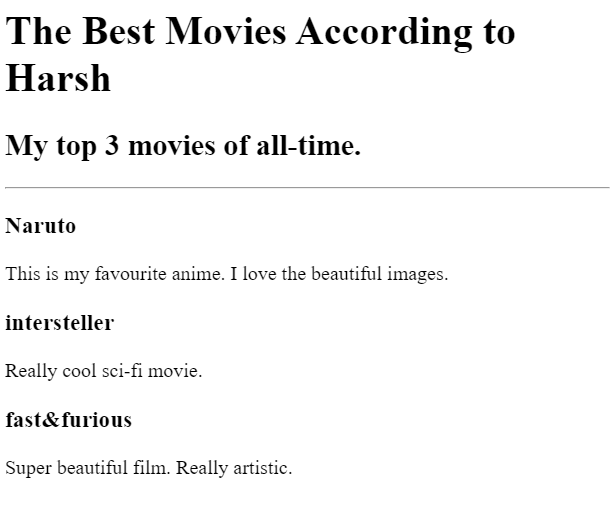 The Best Movies According to
Harsh
My top 3 movies of all-time.
Naruto
This is my favourite anime. I love the beautiful images.
intersteller
Really cool sci-fi movie.
fast&furious
Super beautiful film. Really artistic.